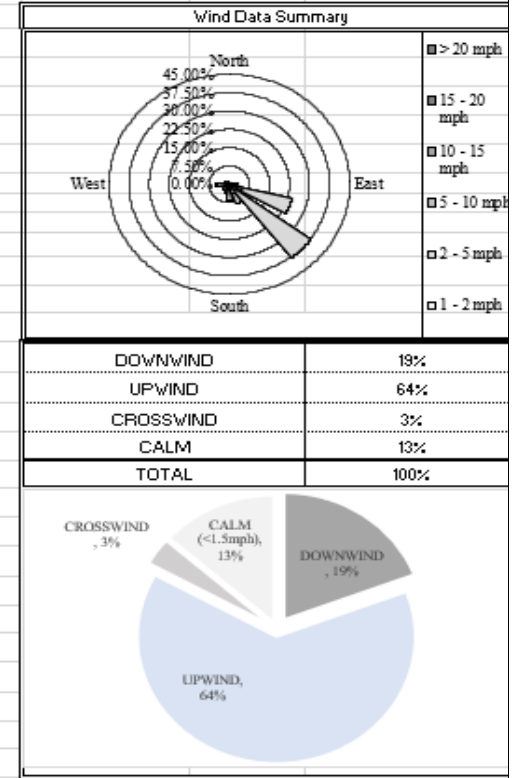 Wind Data Summary
North
45.00%
37.50%
30.00%
22.50%
15.00%
7.50%
0.00%
West
East
South
> 20 mph
15 - 20
mph
10 - 15
mph
5 - 10 mph
2 - 5 mph
1 - 2 mph
DOWNWIND 19%
UPWIND 64%
CROSSWIND 3%
CALM 13%
TOTAL 100%
CROSSWIND
, 3%
CALM
(<1.5mph),
13%
DOWNWIND
, 19%
UPWIND,
64%